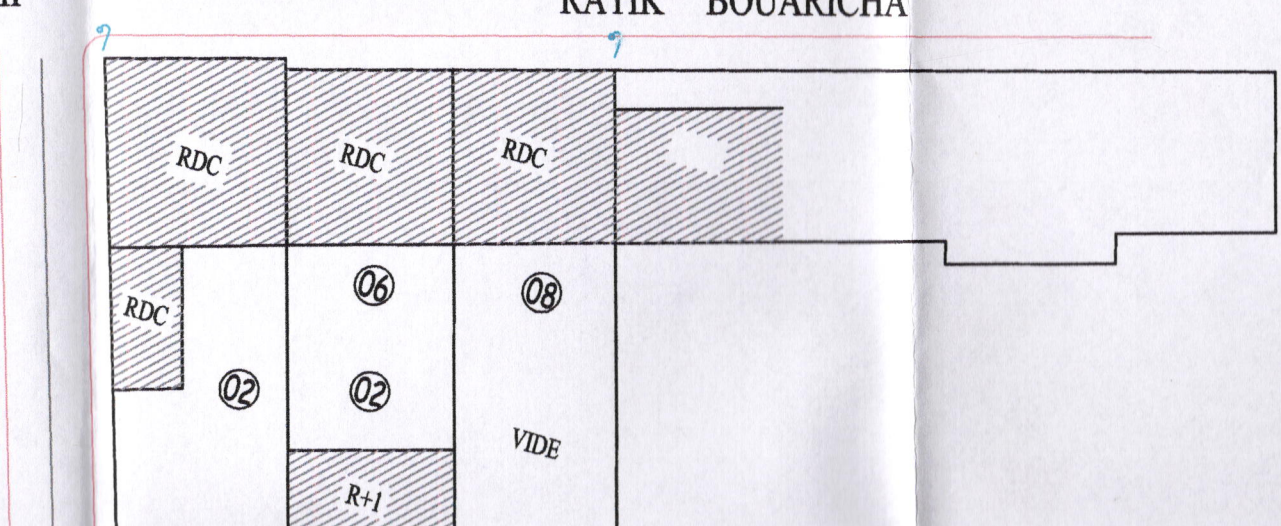 RATIK BOUARICHA
RDC RDC RDC
RDC
06 08
02 02
VIDE
R+1